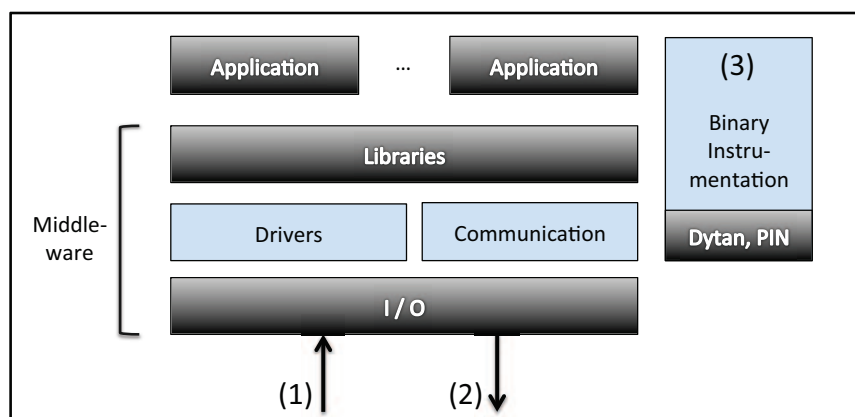 Application
...
Application
(3)
Binary
Instru-
mentation
Libraries
Middle-
ware
Drivers
Communication
Dytan, PIN
I / O
(1)
(2)